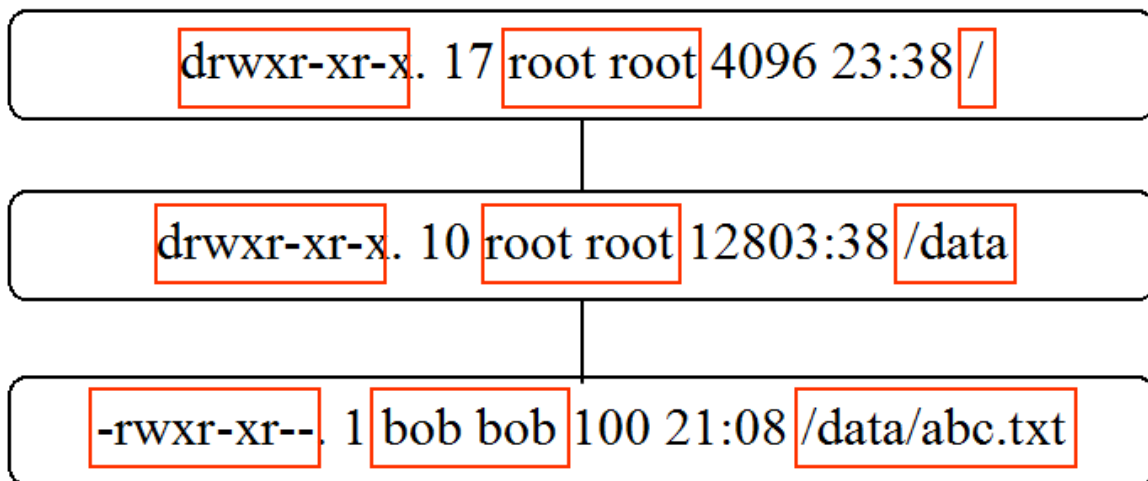 drwxr-xr-x. 17 root root 4096 23:38 /
drwxr-xr-x. 10 root root 12803:38 /data
-rwxr-xr--. 1 bob bob 100 21:08 /data/abc.txt